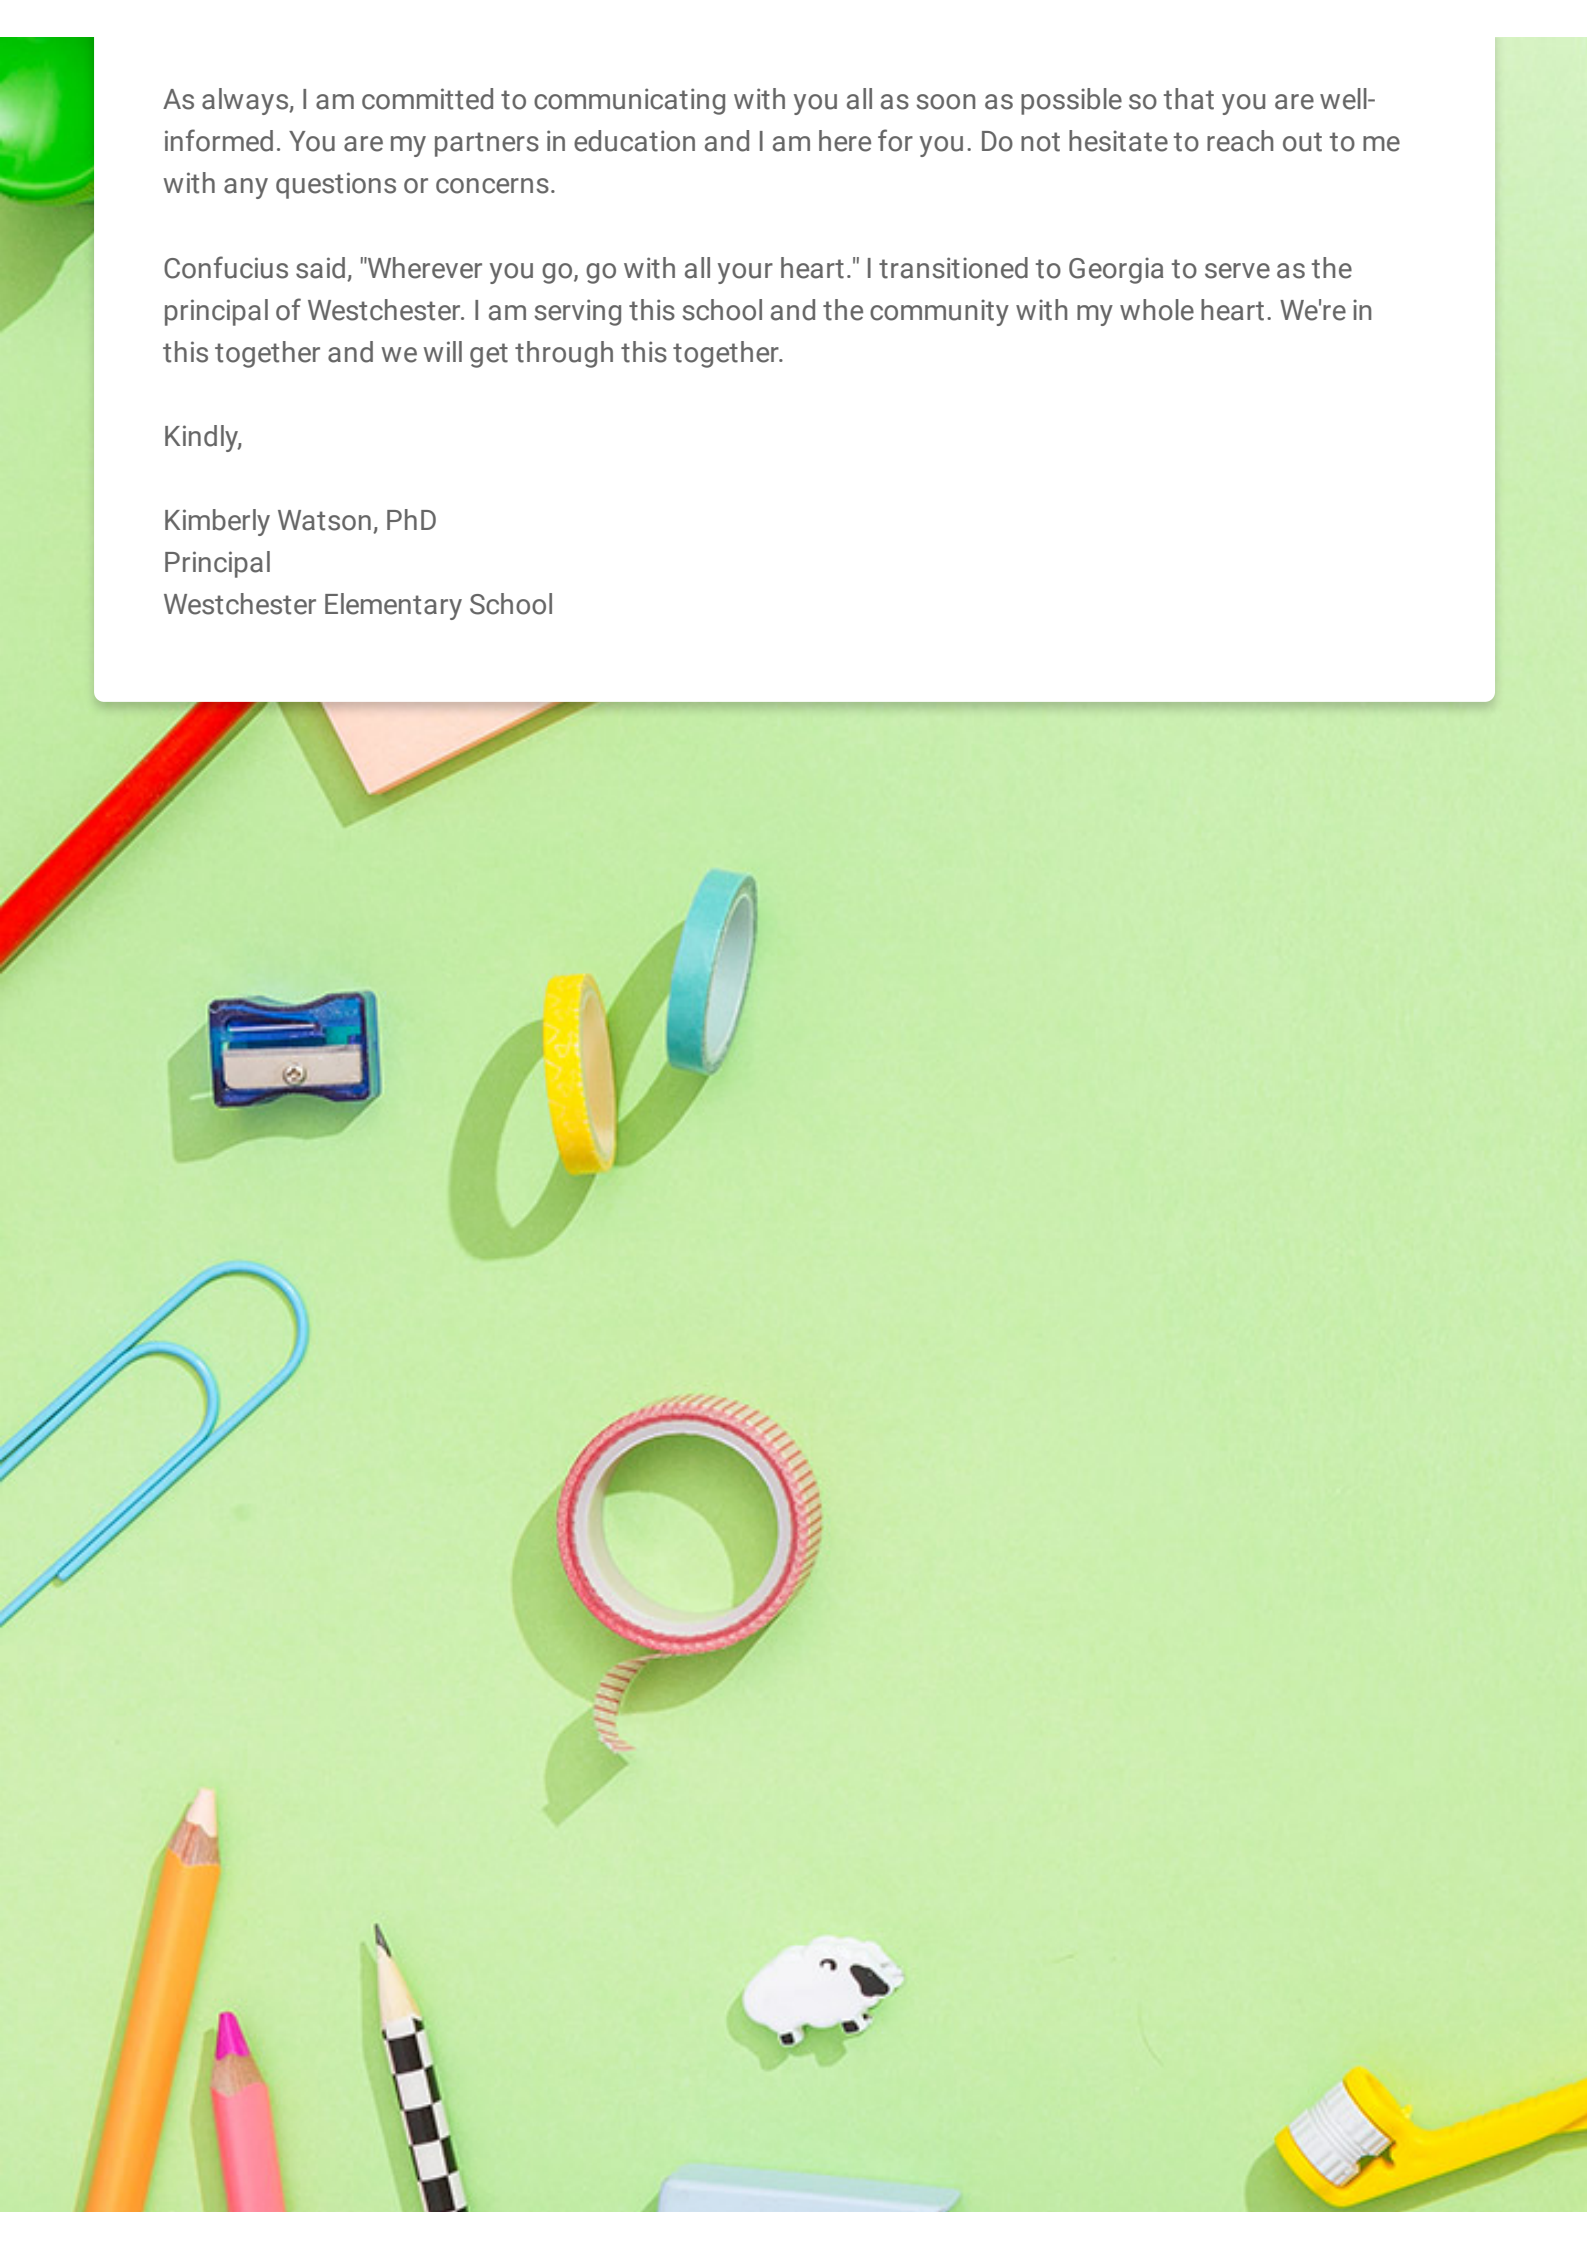 As always, I am committed to communicating with you all as soon as possible so that you are well-
informed. You are my partners in education and I am here for you. Do not hesitate to reach out to me
with any questions or concerns.
Confucius said, "Wherever you go, go with all your heart." I transitioned to Georgia to serve as the
principal of Westchester. I am serving this school and the community with my whole heart. We're in
this together and we will get through this together.
Kindly,
Kimberly Watson, PhD
Principal
Westchester Elementary School